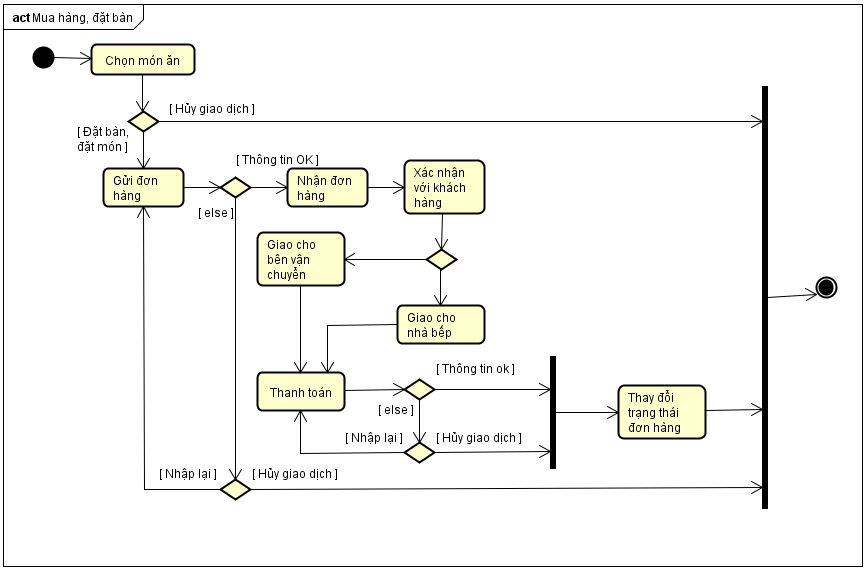 act Mua hàng, đặt bàn
Chọn món ăn
[ Hủy giao dịch ]
[ Đặt bàn,
đặt món ]
Gửi đơn
hàng
[ Thông tin OK ]
[ else ]
Nhận đơn
hàng
Xác nhận
với khách
hàng
Giao cho
bên vận
chuyển
Giao cho
nhà bếp
Thanh toán
[ Thông tin ok ]
[ else ]
[ Nhập lại ]
[ Hủy giao dịch ]
Thay đổi
trạng thái
đơn hàng
[ Nhập lại ]
[ Hủy giao dịch ]